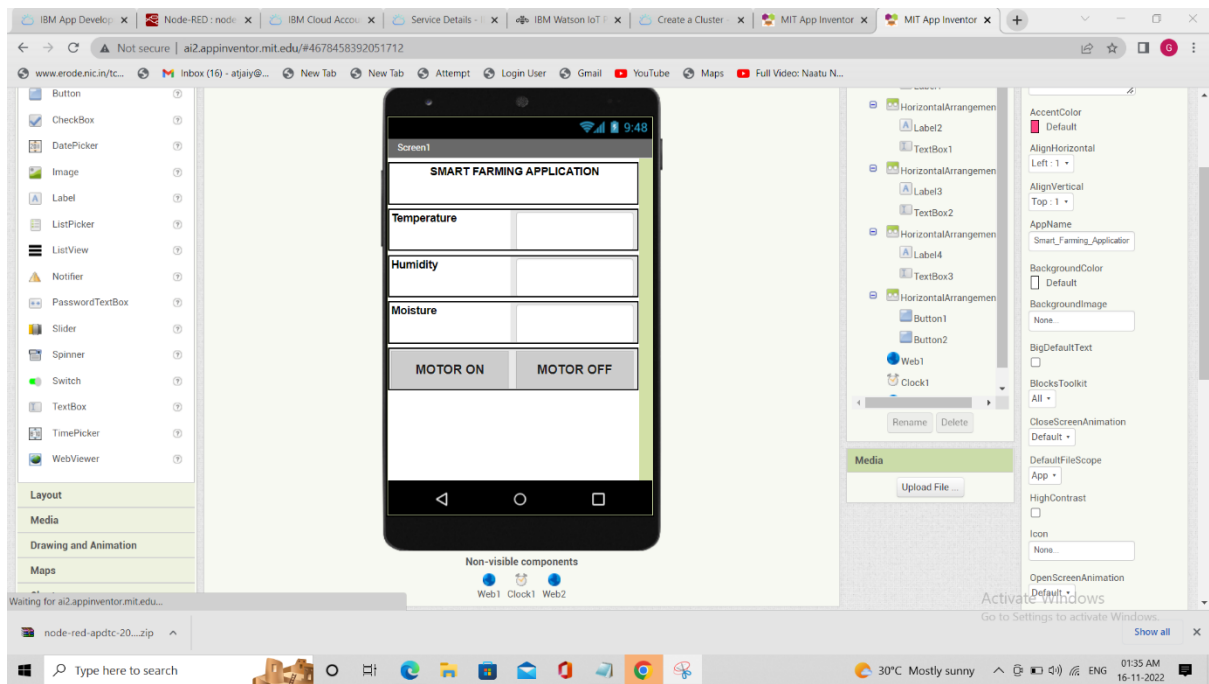 IBM App Develop
Node-RED : node
IBM Cloud Accou
Service Details -
IBM Watson IoT P
Create a Cluster -
MIT App Inventor
MIT App Inventor
Not secure | ai2.appinventor.mit.edu/#4678458392051712
G
www.erode.nic.in/tc...
Inbox (16) - atjaiy@...
New Tab
New Tab
Attempt
Login User
Gmail
YouTube
Maps
Full Video: Naatu N...
Button
CheckBox
DatePicker
Image
Label
ListPicker
ListView
Notifier
PasswordTextBox
Slider
Spinner
Switch
TextBox
TimePicker
WebViewer
Layout
Media
Drawing and Animation
Maps
Waiting for ai2.appinventor.mit.edu...
9:48
Screen1
SMART FARMING APPLICATION
Temperature
Humidity
Moisture
MOTOR ON MOTOR OFF
Non-visible components
Web1 Clock1 Web2
HorizontalArrangemen
Label2
TextBox1
HorizontalArrangemen
Label3
TextBox2
HorizontalArrangemen
Label4
TextBox3
HorizontalArrangemen
Button1
Button2
Web1
Clock1
Rename Delete
Media
Upload File ...
AccentColor
Default
AlignHorizontal
Left : 1
AlignVertical
Top : 1
AppName
Smart_Farming_Application
BackgroundColor
Default
BackgroundImage
None...
BigDefaultText
BlocksToolkit
All
CloseScreenAnimation
Default
DefaultFileScope
App
HighContrast
Icon
None...
OpenScreenAnimation
Default
Activate Windows
Go to Settings to activate Windows.
node-red-apdtc-20....zip
Show all
Type here to search
30°C Mostly sunny
ENG
01:35 AM
16-11-2022